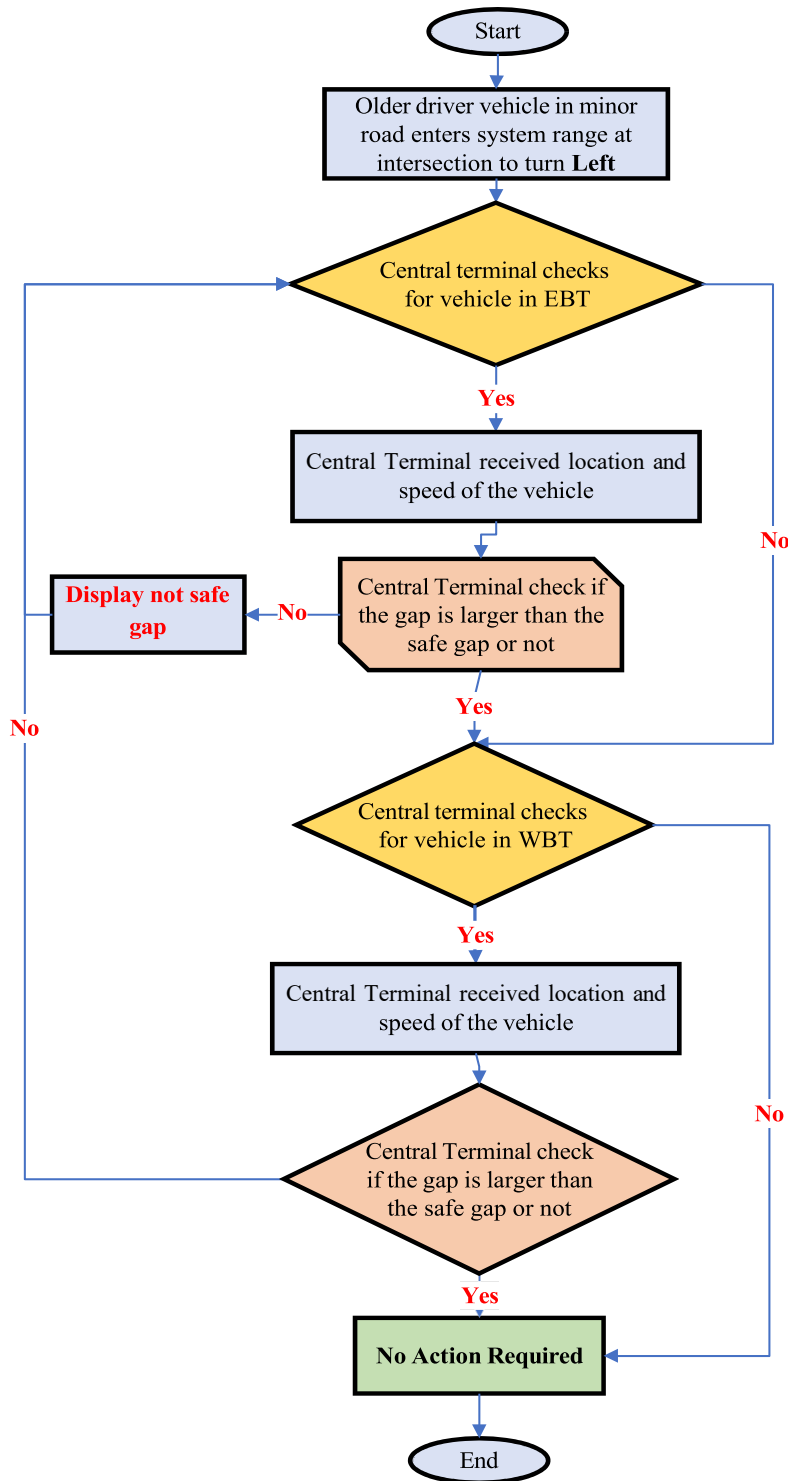 Start
Older driver vehicle in minor
road enters system range at
intersection to turn Left
Central terminal checks
for vehicle in EBT
Yes
Central Terminal received location and
speed of the vehicle
No
Central Terminal check if
the gap is larger than the
safe gap or not
No
Display not safe
gap
Yes
No
Central terminal checks
for vehicle in WBT
Yes
Central Terminal received location and
speed of the vehicle
No
Central Terminal check
if the gap is larger than
the safe gap or not
Yes
No Action Required
End